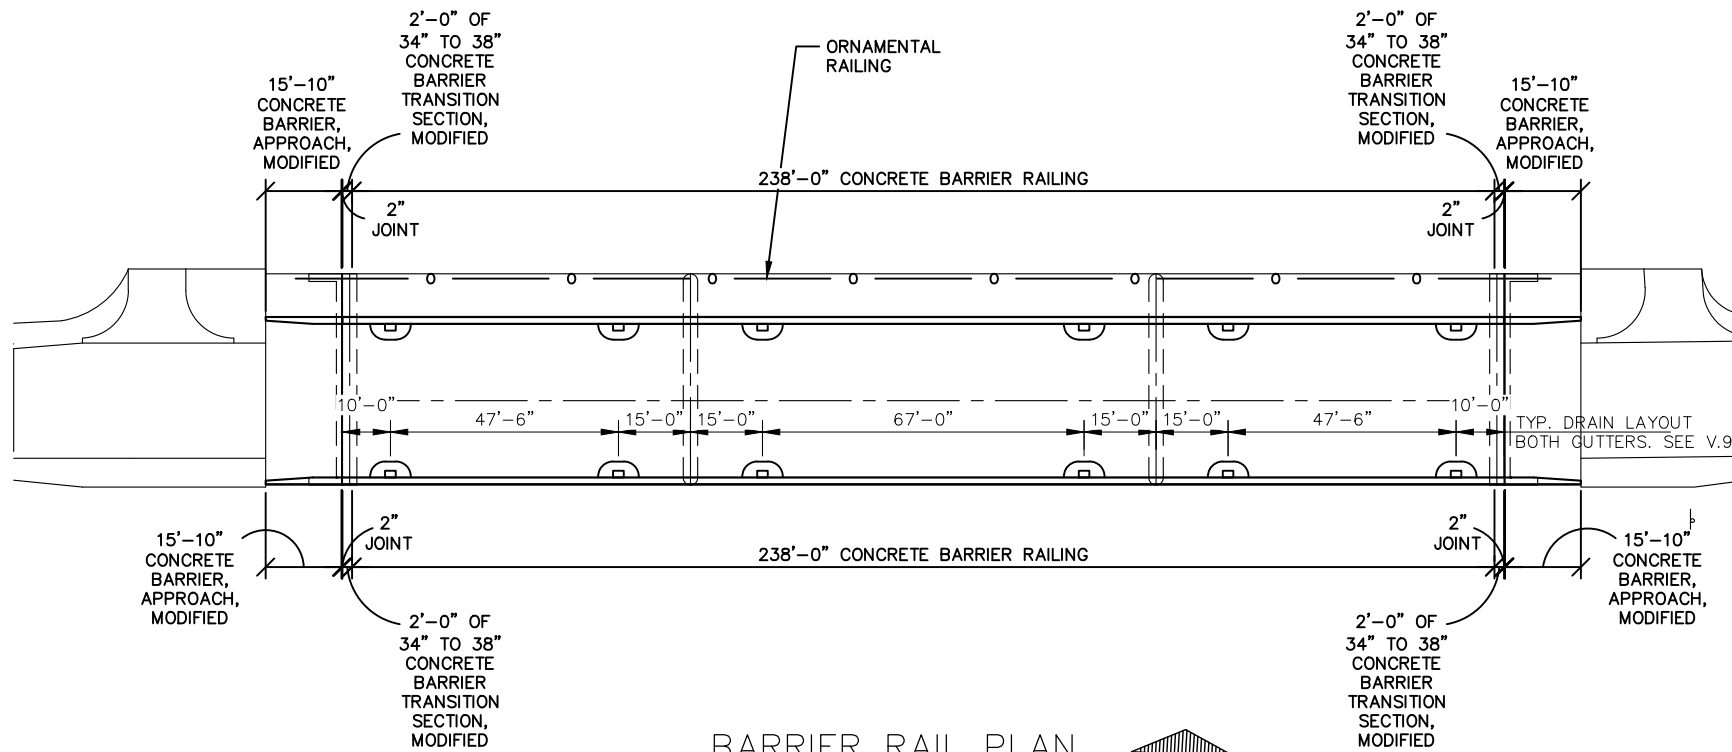 2'-0" OF
34" TO 38"
CONCRETE
BARRIER
TRANSITION
SECTION,
MODIFIED
15'-10"
CONCRETE
BARRIER,
APPROACH,
MODIFIED
ORNAMENTAL
RAILING
2'-0" OF
34" TO 38"
CONCRETE
BARRIER
TRANSITION
SECTION,
MODIFIED
15'-10"
CONCRETE
BARRIER,
APPROACH,
MODIFIED
238'-0" CONCRETE BARRIER RAILING
2"
JOINT
2"
JOINT
10'-0"
47'-6"
15'-0"
15'-0"
67'-0"
15'-0"
15'-0"
47'-6"
10'-0"
TYP. DRAIN LAYOUT
BOTH GUTTERS. SEE V.9
15'-10"
CONCRETE
BARRIER,
APPROACH,
MODIFIED
2"
JOINT
238'-0" CONCRETE BARRIER RAILING
2"
JOINT
15'-10"
CONCRETE
BARRIER,
APPROACH,
MODIFIED
2'-0" OF
34" TO 38"
CONCRETE
BARRIER
TRANSITION
SECTION,
MODIFIED
2'-0" OF
34" TO 38"
CONCRETE
BARRIER
TRANSITION
SECTION,
MODIFIED
BARRIER RAIL PLAN